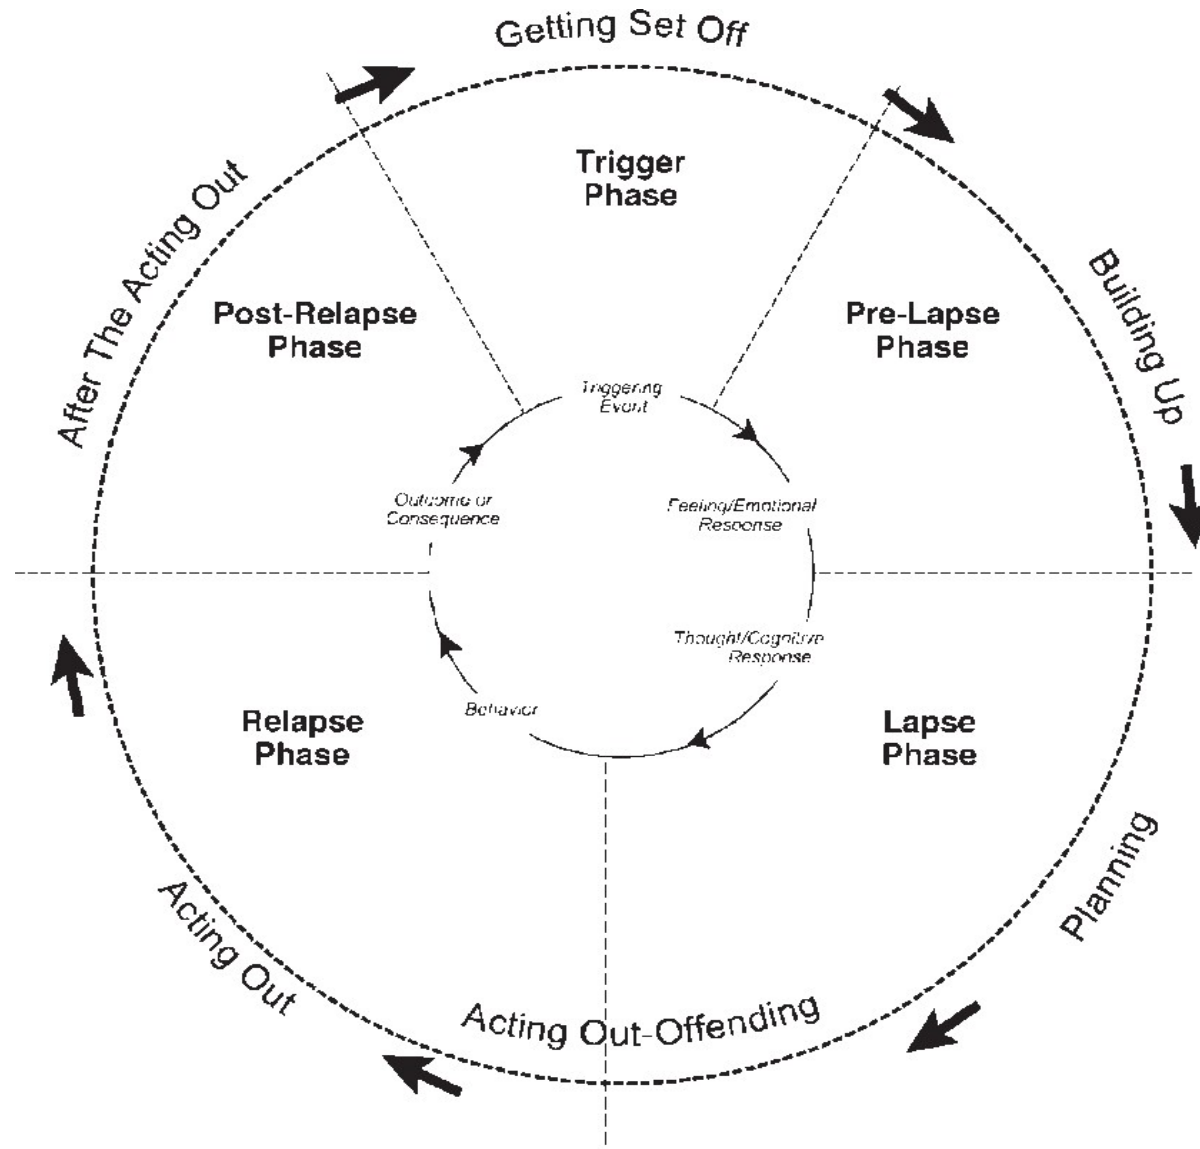 Getting Set Off
Trigger
Phase
After The Acting Out
Building Up
Post-Relapse
Phase
Pre-Lapse
Phase
Triggering
Event
Outcome or
Consequence
Feeling/Emotional
Response
Thought/Cognitive
Response
Behavior
Relapse
Phase
Lapse
Phase
Planning
Acting Out
Acting Out-Offending